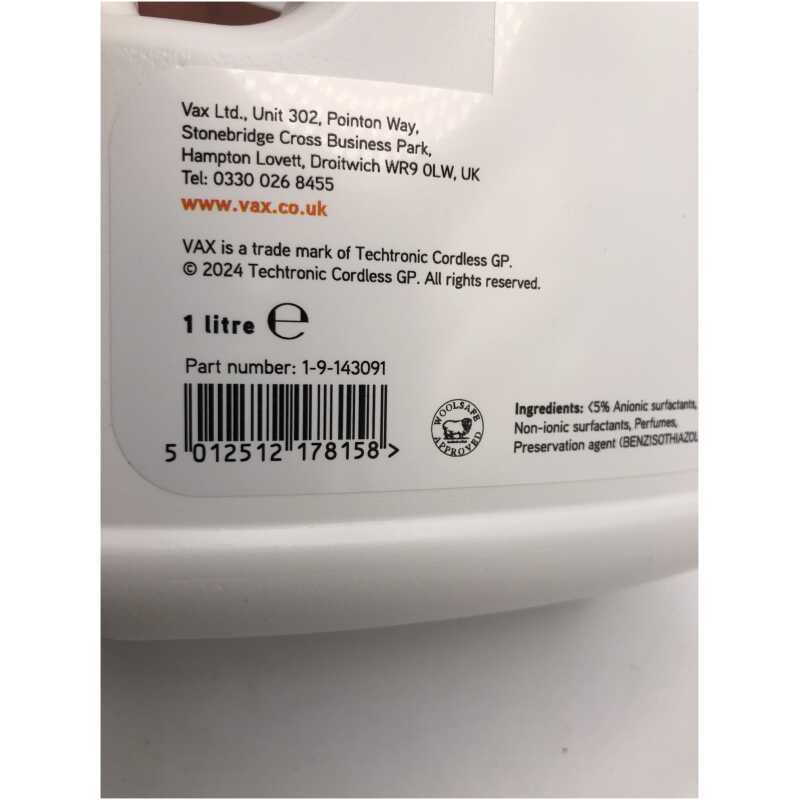 Vax Ltd., Unit 302, Pointon Way,
Stonebridge Cross Business Park,
Hampton Lovett, Droitwich WR9 0LW, UK
Tel: 0330 026 8455
www.vax.co.uk
VAX is a trade mark of Techtronic Cordless GP.
© 2024 Techtronic Cordless GP. All rights reserved.
1 litre ℮
Part number: 1-9-143091
5 012512 178158 >
WOOLSAFE
APPROVED
Ingredients: <5% Anionic surfactants,
Non-ionic surfactants, Perfumes,
Preservation agent (BENZISOTHIAZOL